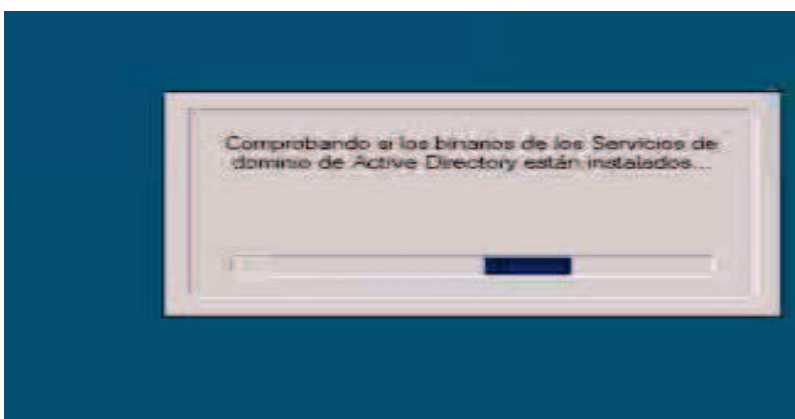 Comprobando si los binarios de los Servicios de
dominio de Active Directory están instalados...